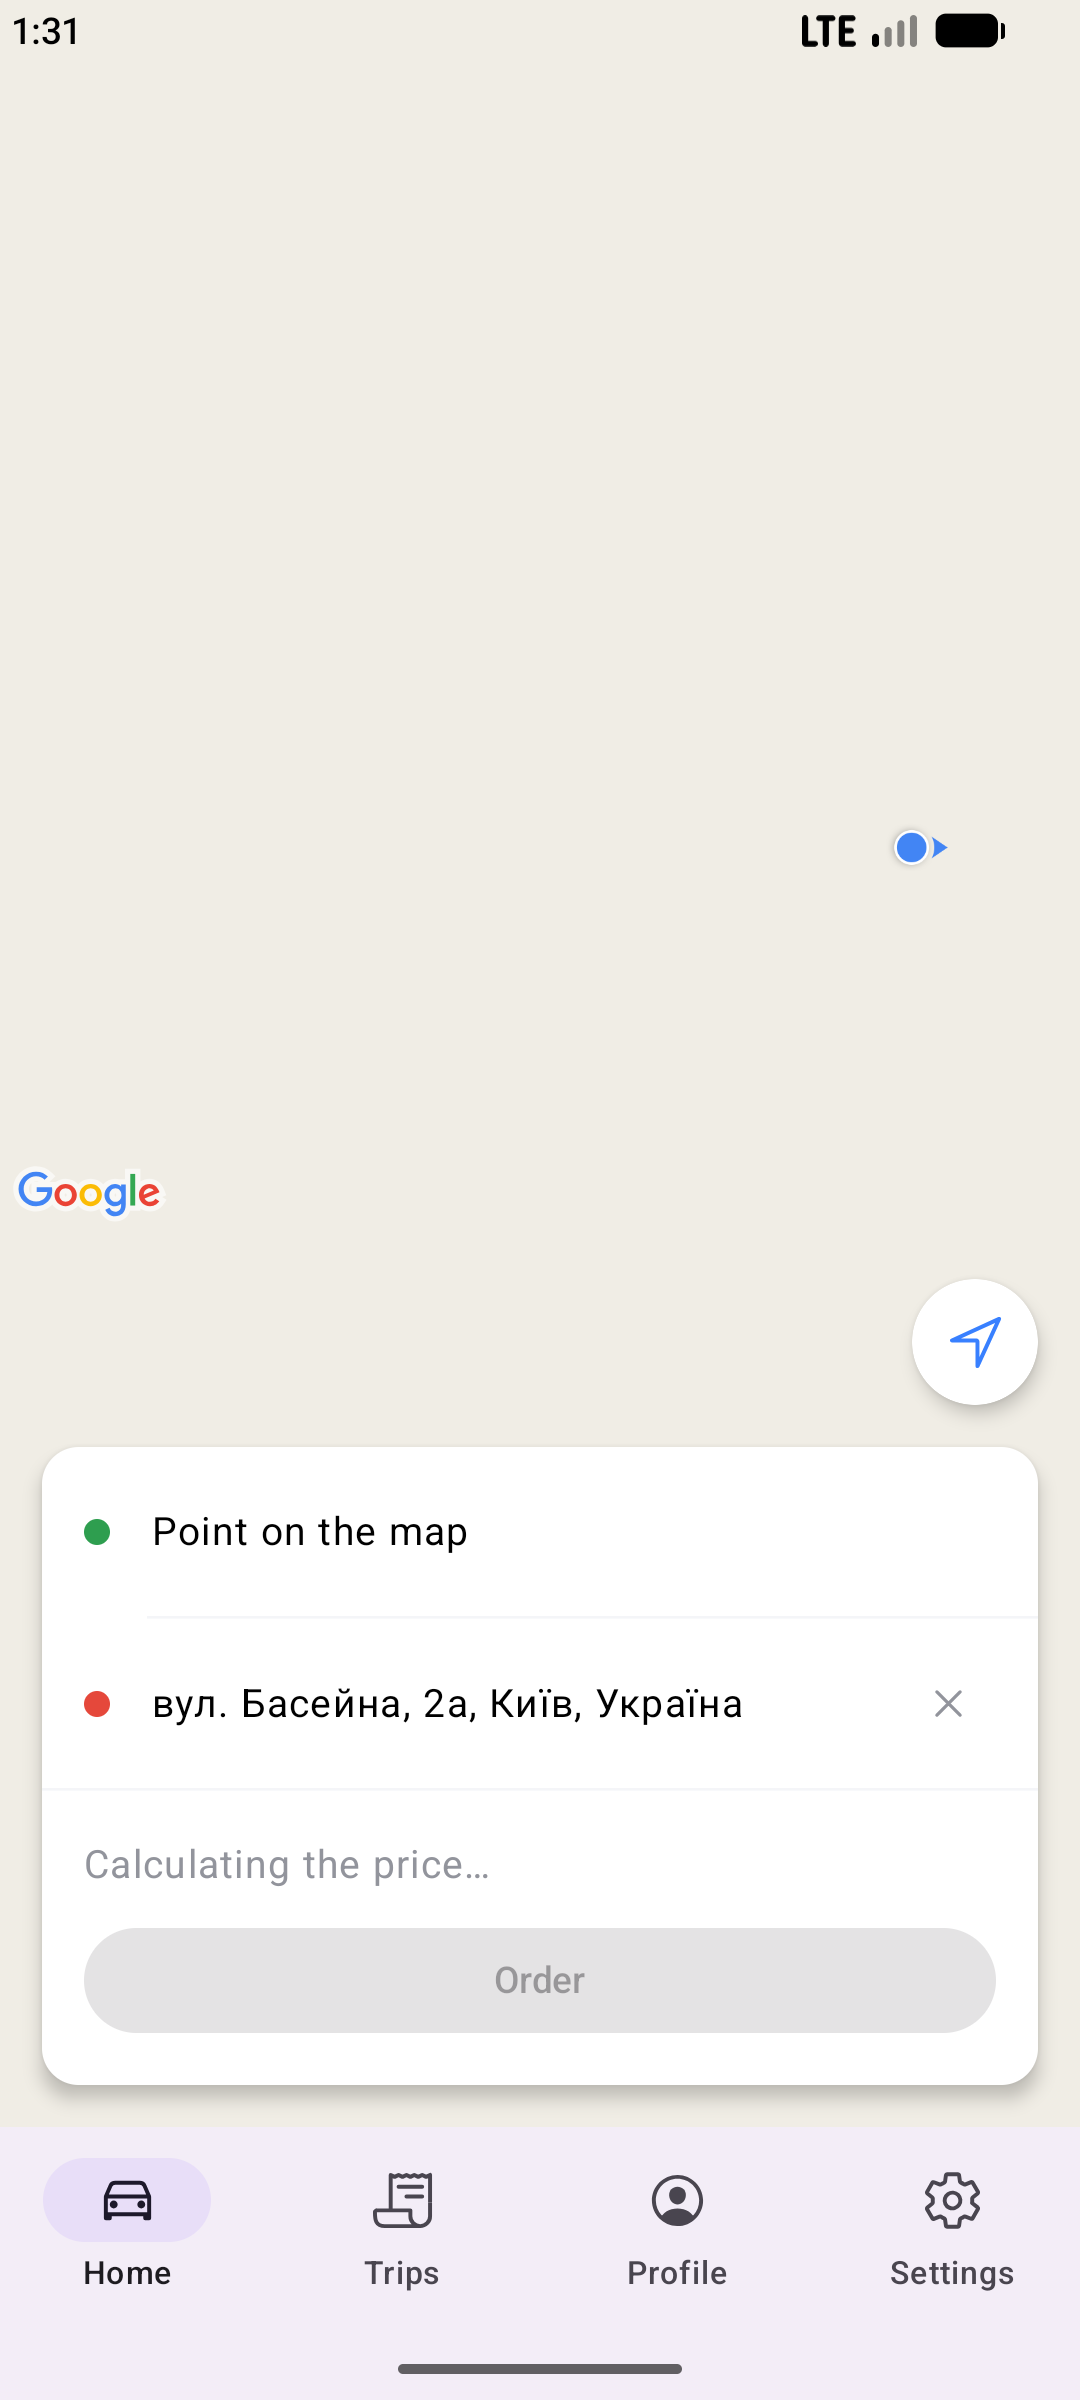 1:31
LTE
Google
Point on the map
вул. Басейна, 2а, Київ, Україна
Calculating the price…
Order
Home
Trips
Profile
Settings